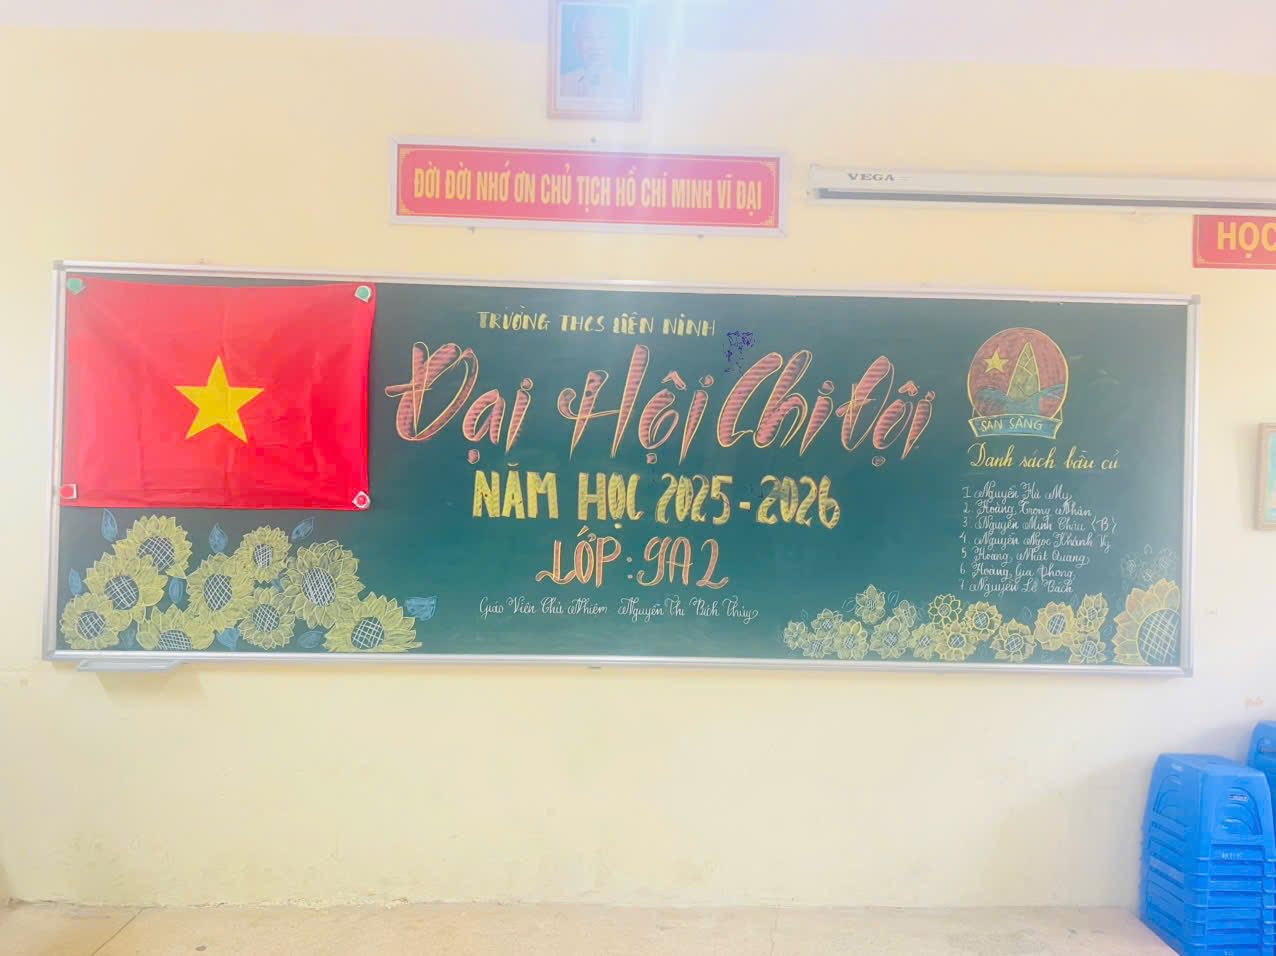 ĐỜI ĐỜI NHỚ ƠN CHỦ TỊCH HỒ CHÍ MINH VĨ ĐẠI
VEGA
HỌC
TRƯỜNG THCS LIÊN NINH
Đại Hội Chi Đội
NĂM HỌC 2025-2026
LỚP: 9A2
Giáo Viên Chủ Nhiệm Nguyễn Thị Bích Thủy
SẴN SÀNG
Danh sách bầu cử
1. Nguyễn Hà My
2. Hoàng Trọng Nhân
3. Nguyễn Minh Châu (B)
4. Nguyễn Ngọc Khánh Vy
5. Hoàng Nhật Quang
6. Hoàng Gia Phong
7. Nguyễn Lê Bách